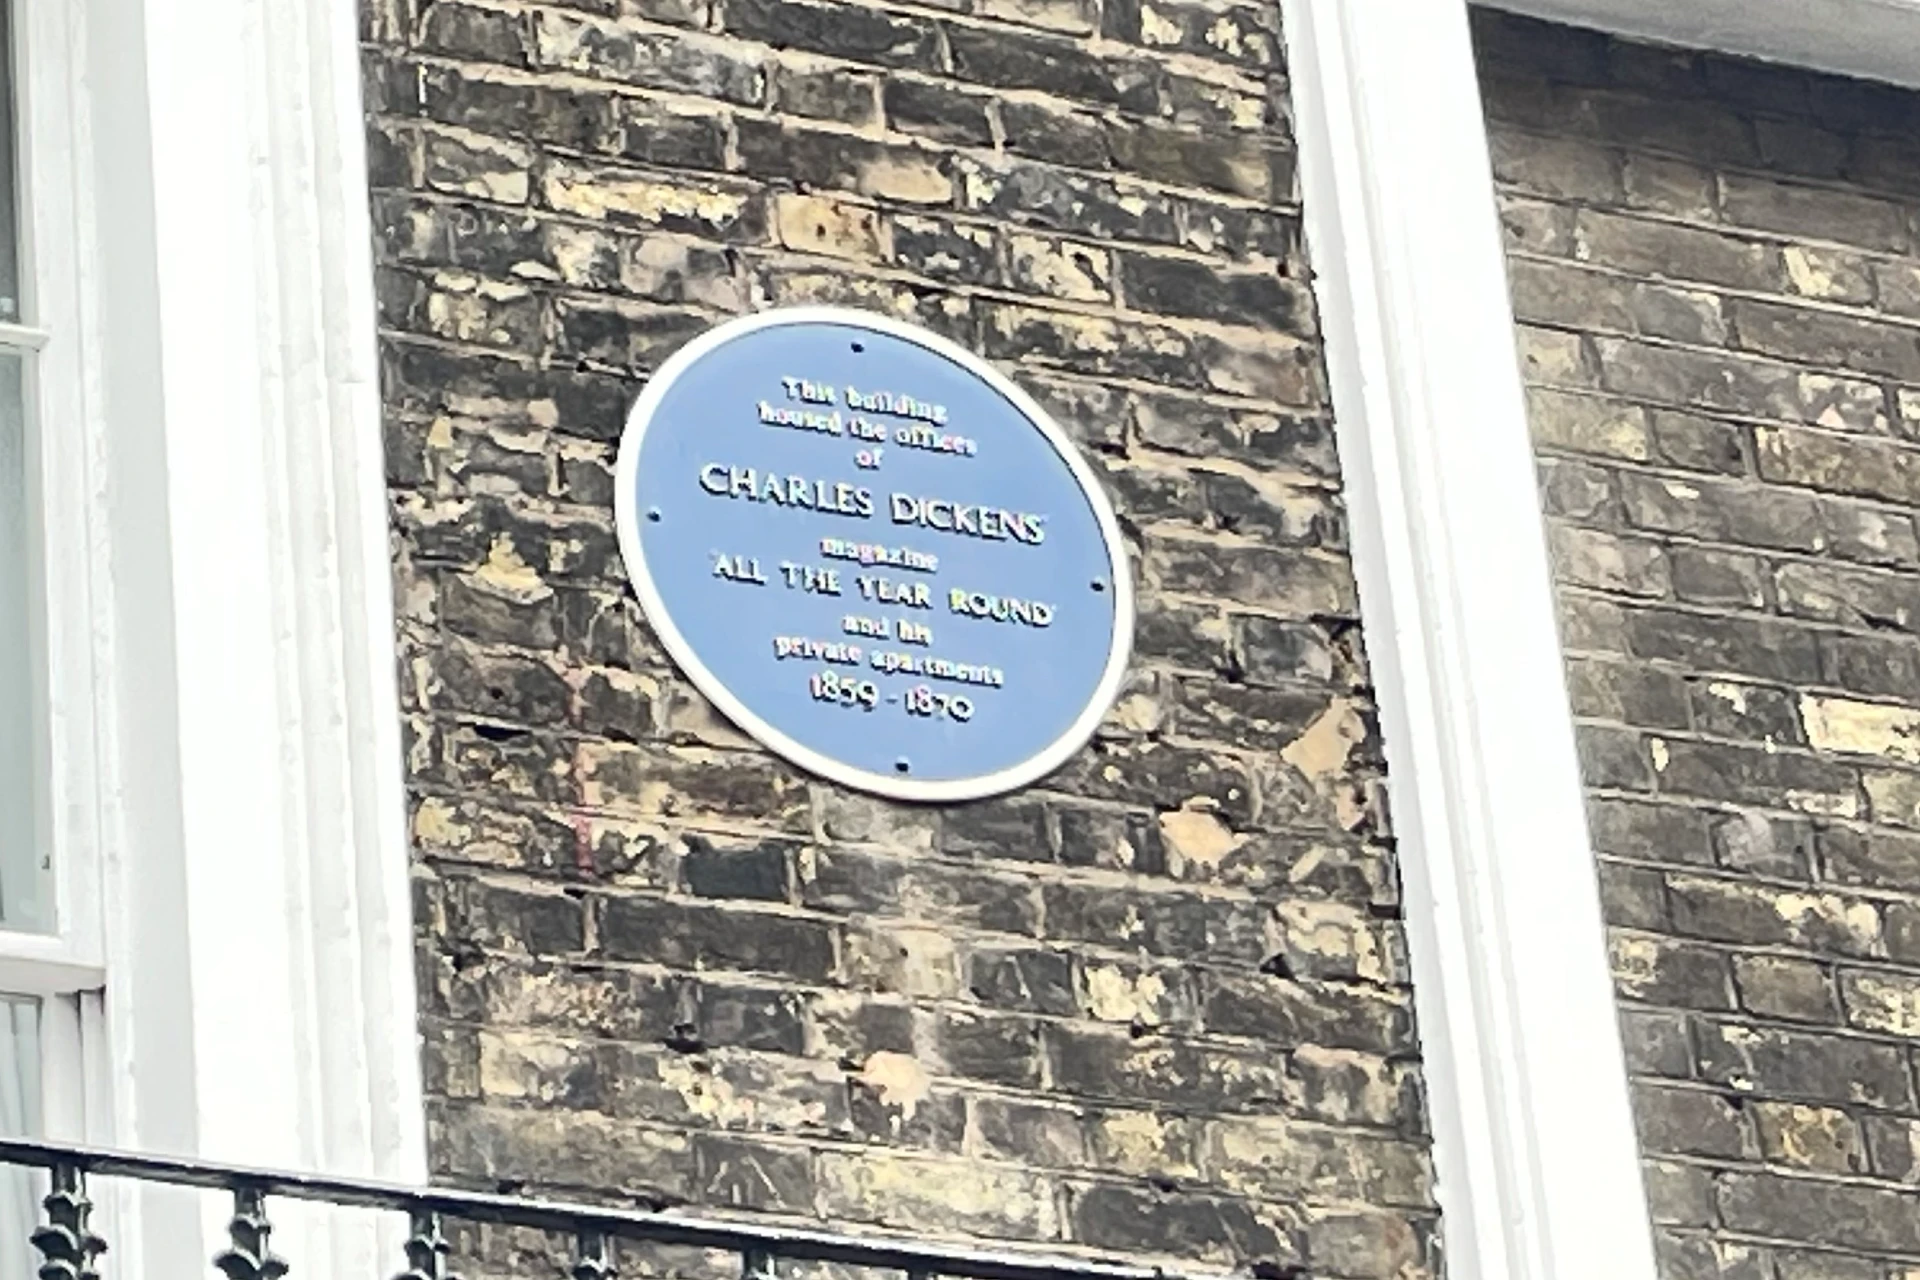 This building
housed the offices
of
CHARLES DICKENS
magazine
'ALL THE YEAR ROUND'
and his
private apartments
1859 - 1870